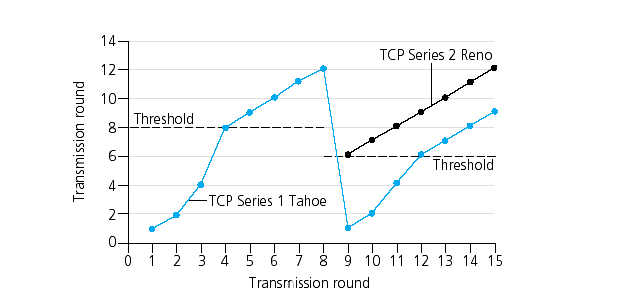 14
12
10
8
6
4
2
0
Transmission round
TCP Series 2 Reno
Threshold
Threshold
TCP Series 1 Tahoe
0 1 2 3 4 5 6 7 8 9 10 11 12 13 14 15
Transmission round